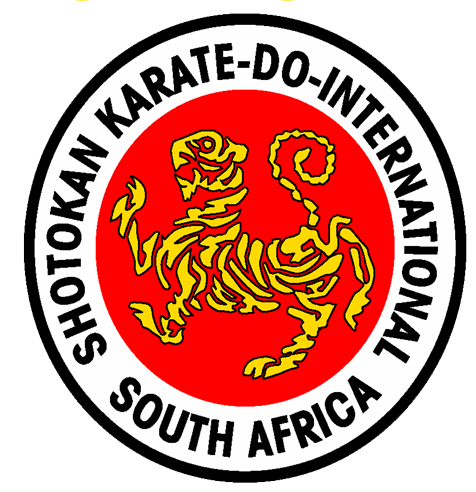 SHOTOKAN KARATE-DO-INTERNATIONAL
SOUTH AFRICA